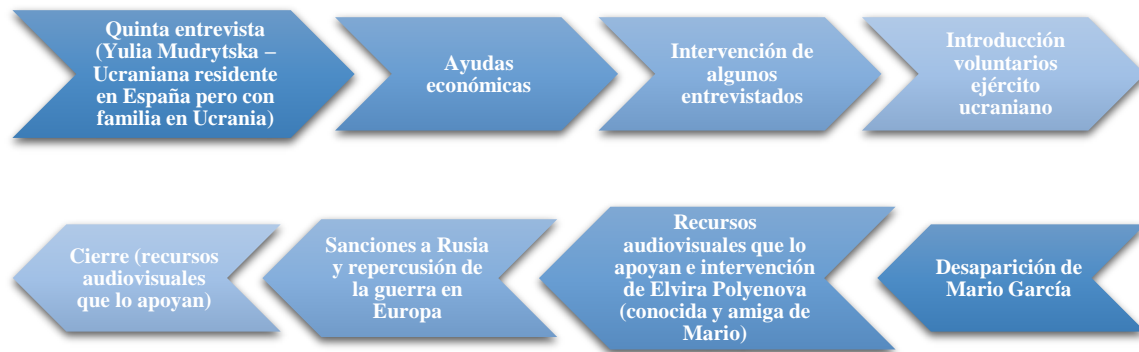 Quinta entrevista
(Yulia Mudrytska –
Ucraniana residente
en España pero con
familia en Ucrania)
Ayudas
económicas
Intervención de
algunos
entrevistados
Introducción
voluntarios
ejército
ucraniano
Desaparición de
Mario García
Recursos
audiovisuales que lo
apoyan e intervención
de Elvira Polyenova
(conocida y amiga de
Mario)
Sanciones a Rusia
y repercusión de
la guerra en
Europa
Cierre (recursos
audiovisuales
que lo apoyan)